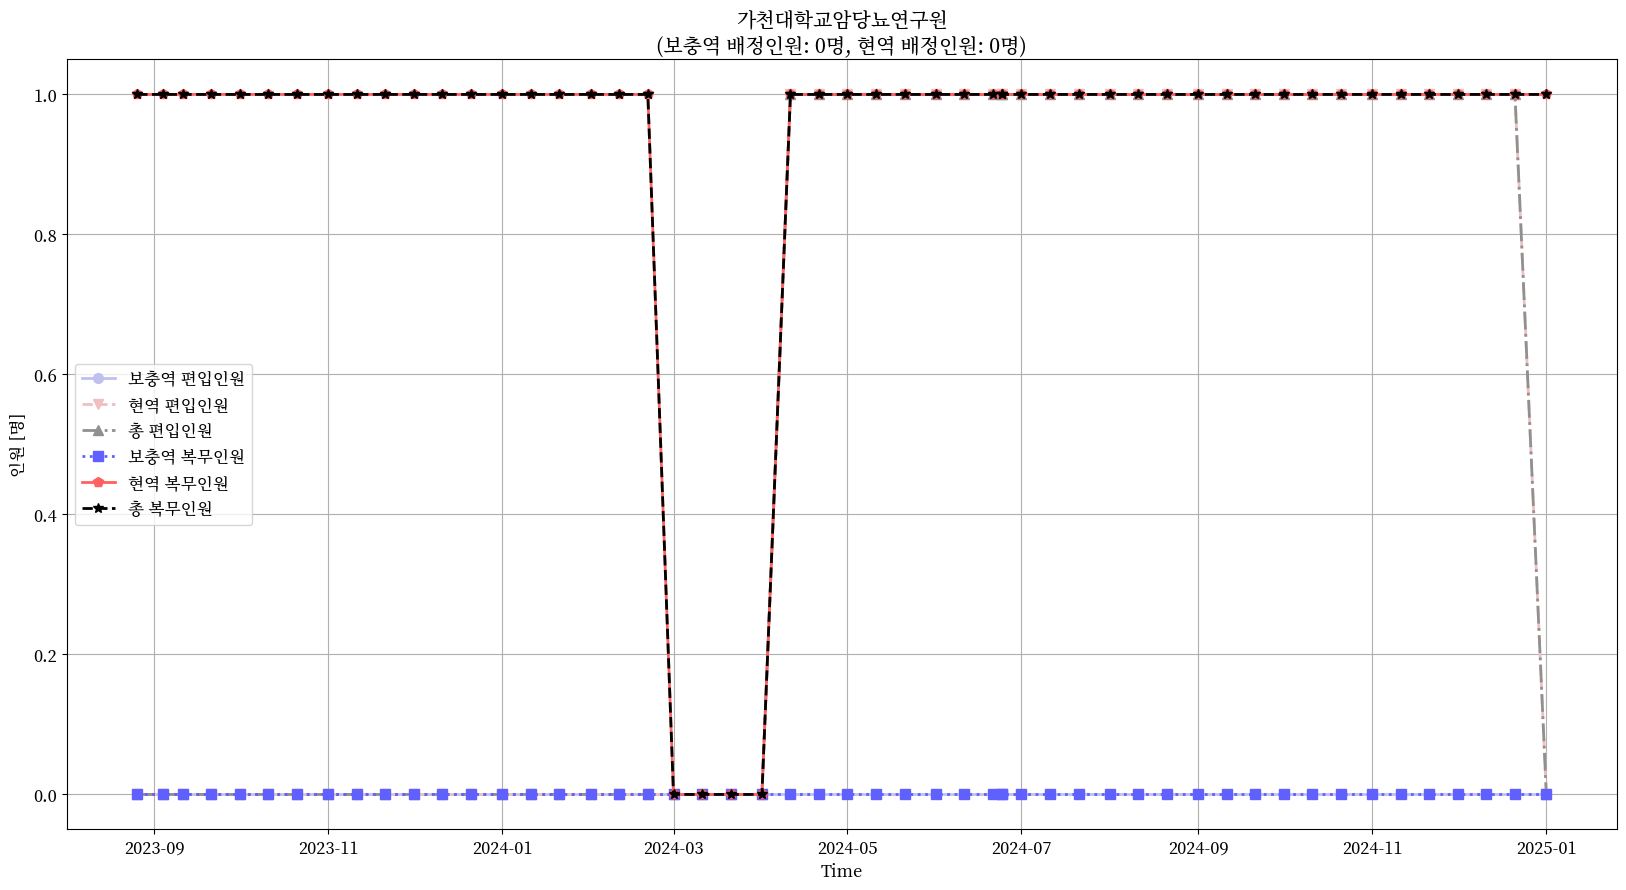 가천대학교암당뇨연구원
(보충역 배정인원: 0명, 현역 배정인원: 0명)
인원 [명]
1.0
0.8
0.6
0.4
0.2
0.0
보충역 편입인원
현역 편입인원
총 편입인원
보충역 복무인원
현역 복무인원
총 복무인원
2023-09
2023-11
2024-01
2024-03
2024-05
2024-07
2024-09
2024-11
2025-01
Time